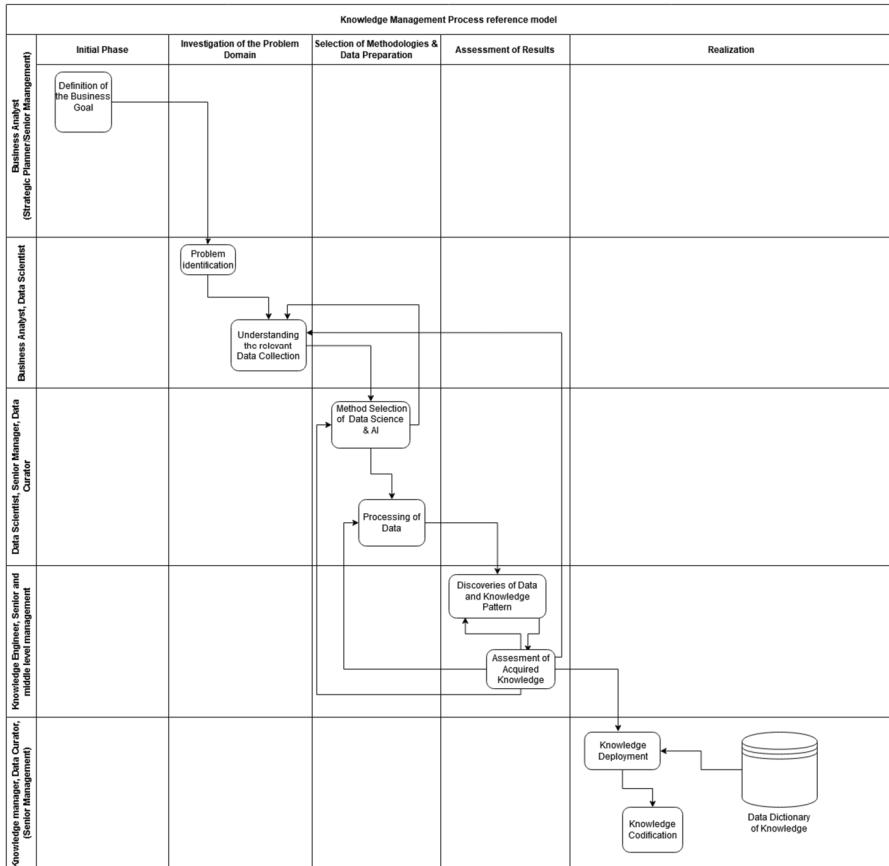 Knowledge Management Process reference model
Initial Phase
Investigation of the Problem
Domain
Selection of Methodologies &
Data Preparation
Assessment of Results
Realization
Business Analyst
(Strategic Planner/Senior Maangement)
Definition of
the Business
Goal
Business Analyst, Data Scientist
Problem
identification
Understanding
the relevant
Data Collection
Data Scientist, Senior Manager, Data
Curator
Method Selection
of Data Science
& AI
Processing of
Data
Knowledge Engineer, Senior and
middle level management
Discoveries of Data
and Knowledge
Pattern
Assesment of
Acquired
Knowledge
Knowledge manager, Data Curator,
(Senior Management)
Knowledge
Deployment
Knowledge
Codification
Data Dictionary
of Knowledge